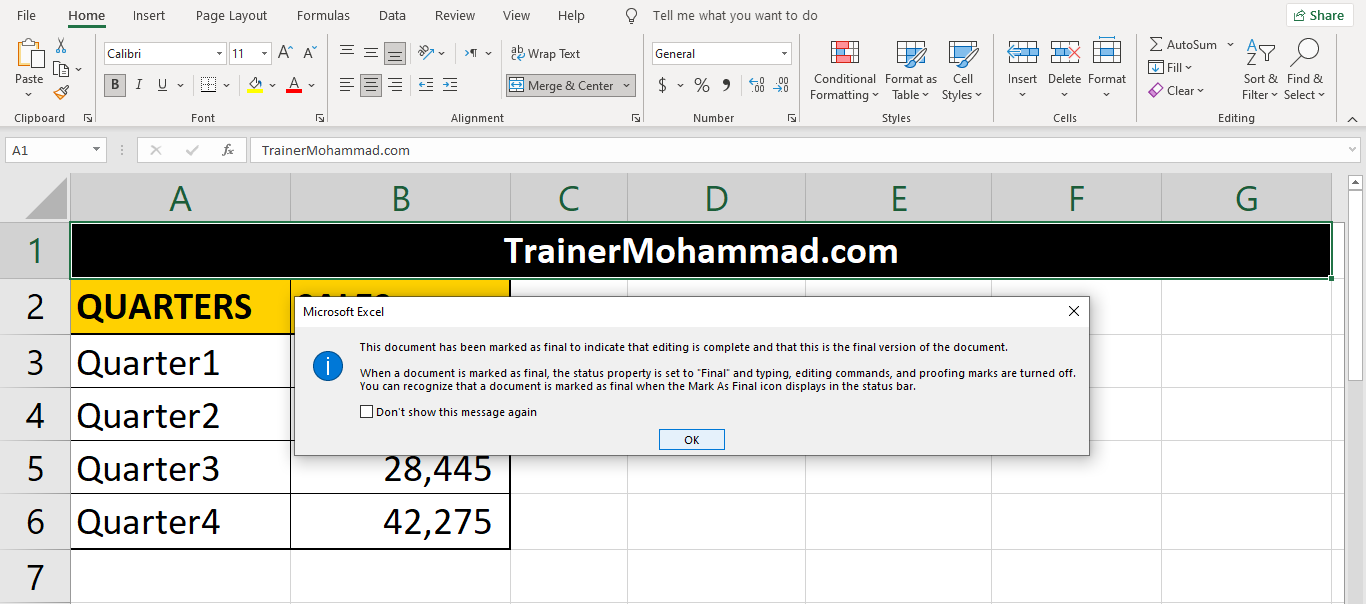 File Home Insert Page Layout Formulas Data Review View Help Tell me what you want to do Share
Calibri 11 A^ A˅ ab Wrap Text General Σ AutoSum
Paste B I U A Merge & Center $ % 9 .00 Conditional Formatting Format as Table Cell Styles Insert Delete Format Fill Sort & Filter Find & Select
Clear
Clipboard Font Alignment Number Styles Cells Editing
A1 fx TrainerMohammad.com
A B C D E F G
1 TrainerMohammad.com
2 QUARTERS
Microsoft Excel
This document has been marked as final to indicate that editing is complete and that this is the final version of the document.
When a document is marked as final, the status property is set to "Final" and typing, editing commands, and proofing marks are turned off.
You can recognize that a document is marked as final when the Mark As Final icon displays in the status bar.
Don't show this message again
OK
3 Quarter1
4 Quarter2
5 Quarter3 28,445
6 Quarter4 42,275
7